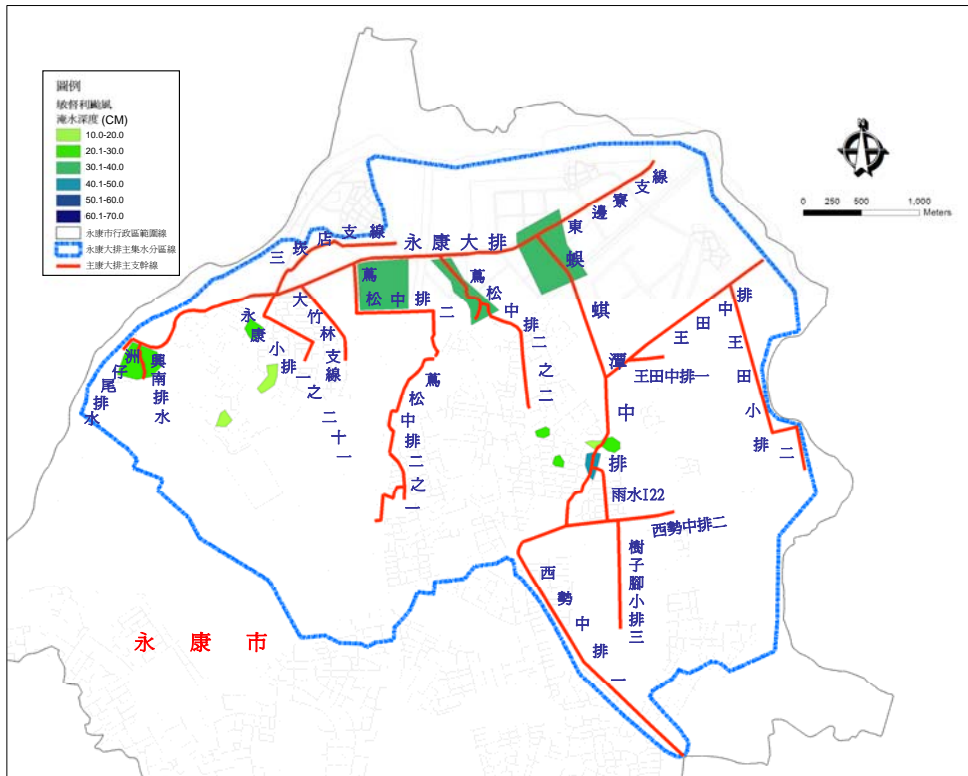 圖例
敏督利颱風
淹水深度 (CM)
10.0-20.0
20.1-30.0
30.1-40.0
40.1-50.0
50.1-60.0
60.1-70.0
永康市行政區範圍線
永康大排主集水分區線
主康大排主支幹線
0 250 500 1,000
Meters
東邊寮支線
三崁店支線
永康大排
蔦松中排二
蔦松中排二之二
蔦松中排二之一
大竹林支線
永康小排一之二十一
洲仔尾排水
興南排水
蜈蜞潭中排
王田中排
王田中排一
王田小排二
雨水I22
西勢中排二
樹子腳小排三
西勢中排一
永康市